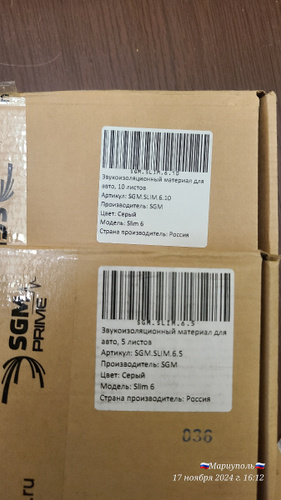 SGM.SLIM.6.10
Звукоизоляционный материал для
авто, 10 листов
Артикул: SGM.SLIM.6.10
Производитель: SGM
Цвет: Серый
Модель: Slim 6
Страна производитель: Россия
SGM
PRIME
SGM.SLIM.6.5
Звукоизоляционный материал для
авто, 5 листов
Артикул: SGM.SLIM.6.5
Производитель: SGM
Цвет: Серый
Модель: Slim 6
Страна производитель: Россия
036
.ru
Мариуполь
17 ноября 2024 г. 16:12